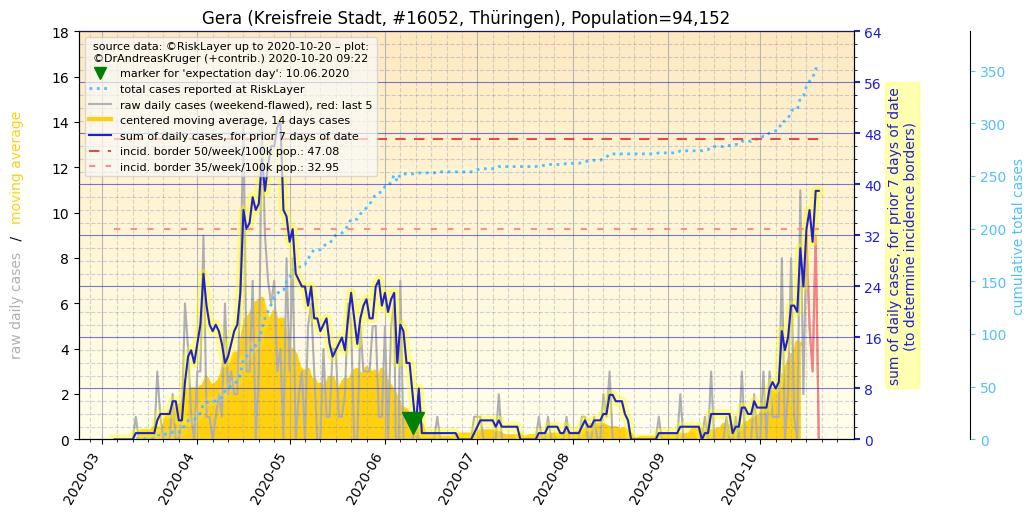 Gera (Kreisfreie Stadt, #16052, Thüringen), Population=94,152
source data: ©RiskLayer up to 2020-10-20 – plot:
©DrAndreasKruger (+contrib.) 2020-10-20 09:22
marker for 'expectation day': 10.06.2020
total cases reported at RiskLayer
raw daily cases (weekend-flawed), red: last 5
centered moving average, 14 days cases
sum of daily cases, for prior 7 days of date
incid. border 50/week/100k pop.: 47.08
incid. border 35/week/100k pop.: 32.95
raw daily cases / moving average
18
16
14
12
10
8
6
4
2
0
2020-03
2020-04
2020-05
2020-06
2020-07
2020-08
2020-09
2020-10
64
56
48
40
32
24
16
8
0
sum of daily cases, for prior 7 days of date
(to determine incidence borders)
350
300
250
200
150
100
50
0
cumulative total cases